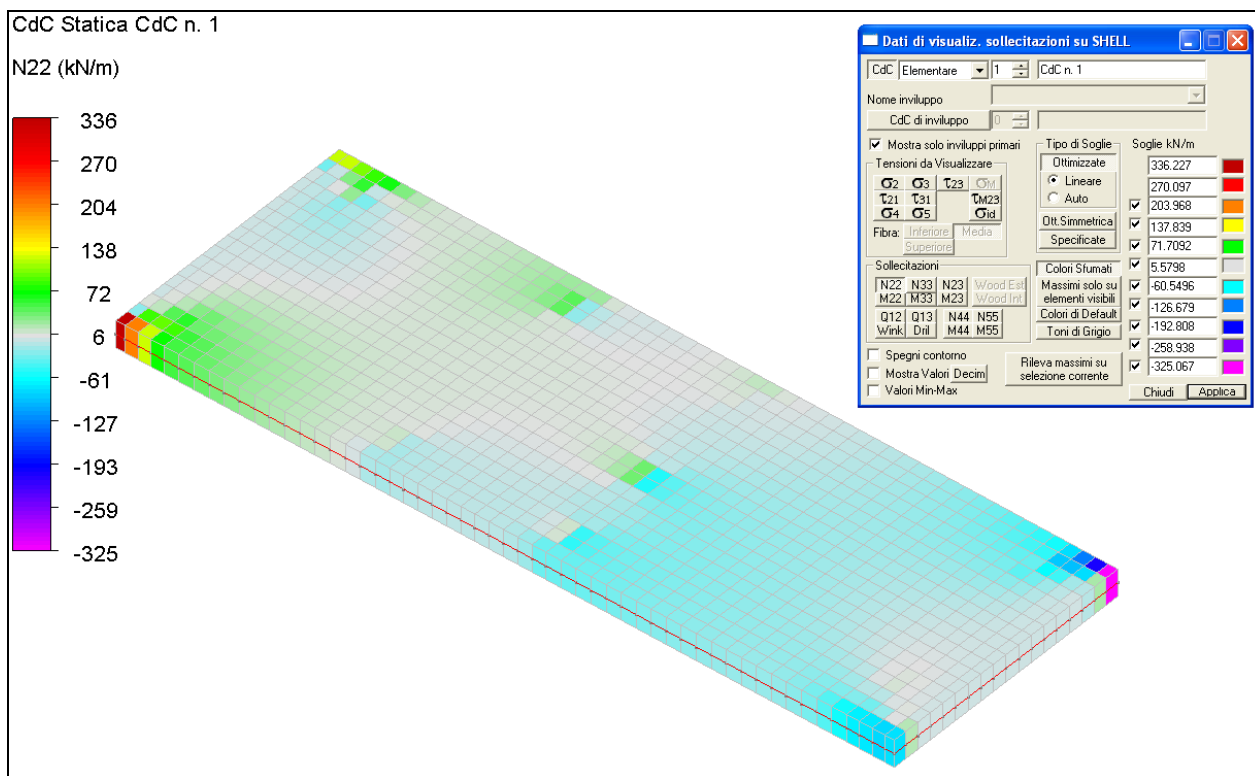 CdC Statica CdC n. 1
N22 (kN/m)
336
270
204
138
72
6
-61
-127
-193
-259
-325
Dati di visualiz. sollecitazioni su SHELL
CdC Elementare 1 CdC n. 1
Nome inviluppo
CdC di inviluppo 0
Mostra solo inviluppi primari
Tensioni da Visualizzare
σ2 σ3 τ23 σM
τ21 τ31 τM23
σ4 σ5 σid
Fibra: Inferiore Media
Superiore
Tipo di Soglie
Ottimizzate
Lineare
Auto
Ott.Simmetrica
Specificate
Soglie kN/m
336.227
270.097
203.968
137.839
71.7092
5.5798
-60.5496
-126.679
-192.808
-258.938
-325.067
Sollecitazioni
N22 N33 N23 Wood Est
M22 M33 M23 Wood Int
Q12 Q13 N44 N55
Wink Dril M44 M55
Colori Sfumati
Massimi solo su
elementi visibili
Colori di Default
Toni di Grigio
Spegni contorno
Mostra Valori Decim
Valori Min-Max
Rileva massimi su
selezione corrente
Chiudi Applica